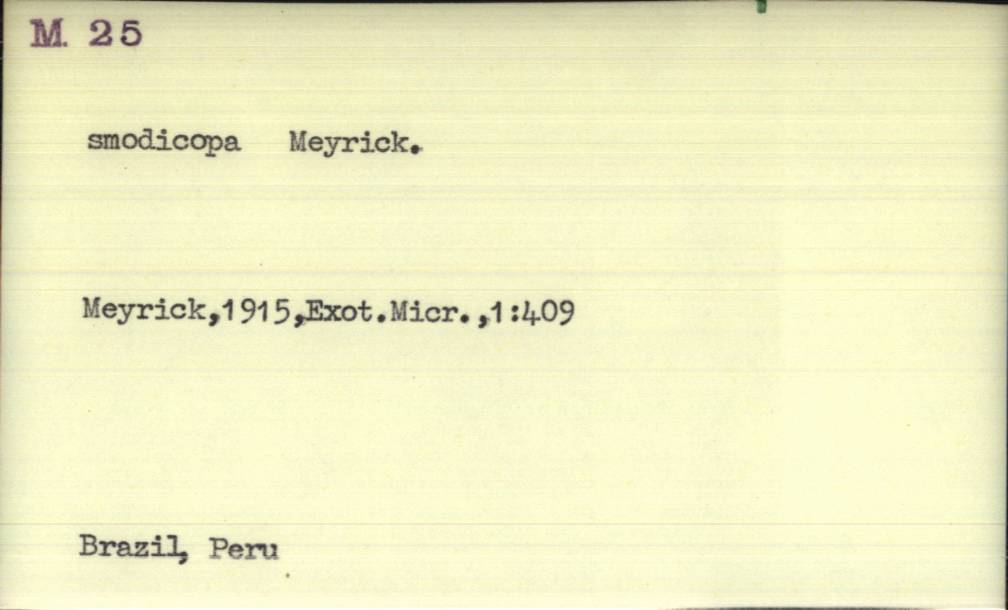 M. 25
smodicopa Meyrick.
Meyrick,1915,Exot.Micr.,1:409
Brazil, Peru